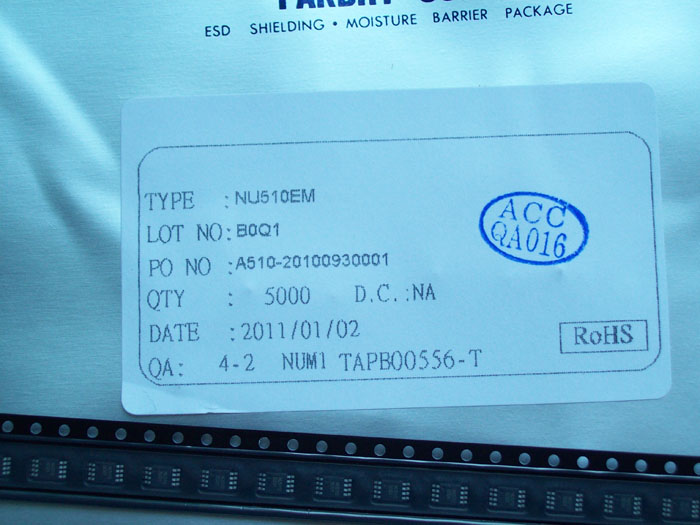 ESD SHIELDING • MOISTURE BARRIER PACKAGE
TYPE :NU510EM
LOT NO:B0Q1
PO NO :A510-20100930001
QTY : 5000 D.C.:NA
DATE :2011/01/02
QA: 4-2 NUM1 TAPB00556-T
ACC
QA016
RoHS